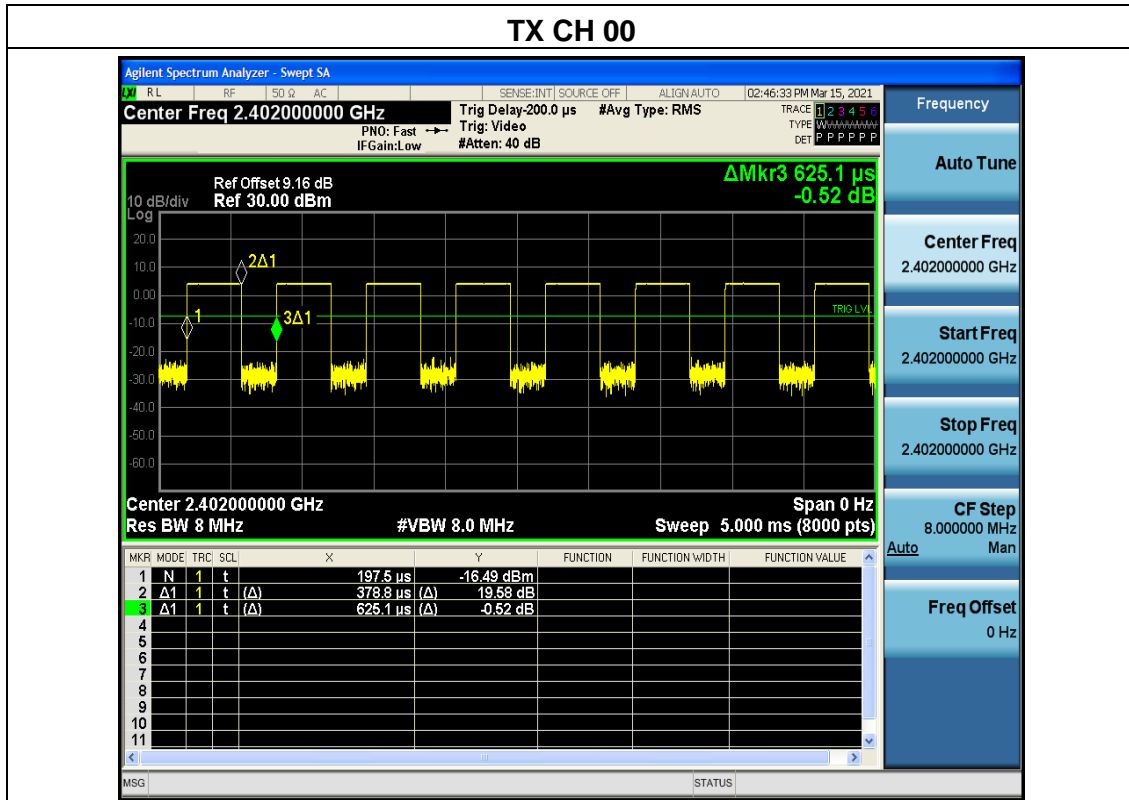 TX CH 00
Agilent Spectrum Analyzer - Swept SA
LXI RL RF 50 Ω AC SENSE:INT SOURCE OFF ALIGN AUTO 02:46:33 PM Mar 15, 2021
Center Freq 2.402000000 GHz
PNO: Fast
IFGain:Low
Trig Delay-200.0 µs #Avg Type: RMS
Trig: Video
#Atten: 40 dB
TRACE 1 2 3 4 5 6
TYPE WWWWWW
DET P P P P P P
Frequency
ΔMkr3 625.1 µs
-0.52 dB
Ref Offset 9.16 dB
10 dB/div Ref 30.00 dBm
Log
20.0
10.0
0.00
-10.0
-20.0
-30.0
-40.0
-50.0
-60.0
2Δ1
1
3Δ1
TRIG LVL
Center 2.402000000 GHz Span 0 Hz
Res BW 8 MHz #VBW 8.0 MHz Sweep 5.000 ms (8000 pts)
MKR MODE TRC SCL X Y FUNCTION FUNCTION WIDTH FUNCTION VALUE
1 N 1 t 197.5 µs -16.49 dBm
2 Δ1 1 t (Δ) 378.8 µs (Δ) 19.58 dB
3 Δ1 1 t (Δ) 625.1 µs (Δ) -0.52 dB
4
5
6
7
8
9
10
11
MSG STATUS
Auto Tune
Center Freq
2.402000000 GHz
Start Freq
2.402000000 GHz
Stop Freq
2.402000000 GHz
CF Step
8.000000 MHz
Auto Man
Freq Offset
0 Hz